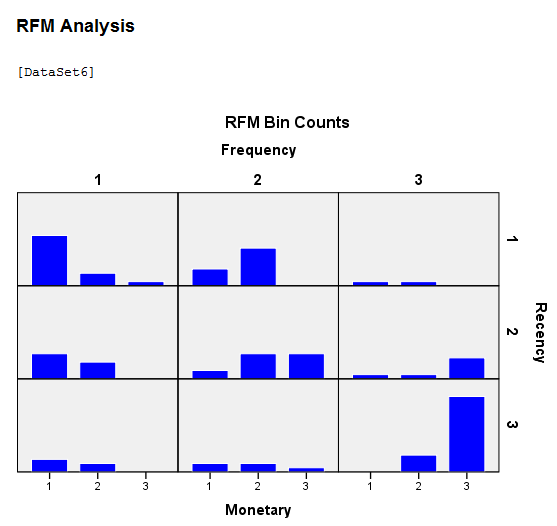 RFM Analysis
[DataSet6]
RFM Bin Counts
Frequency
1 2 3
1
2
3
Recency
1 2 3 1 2 3 1 2 3
Monetary